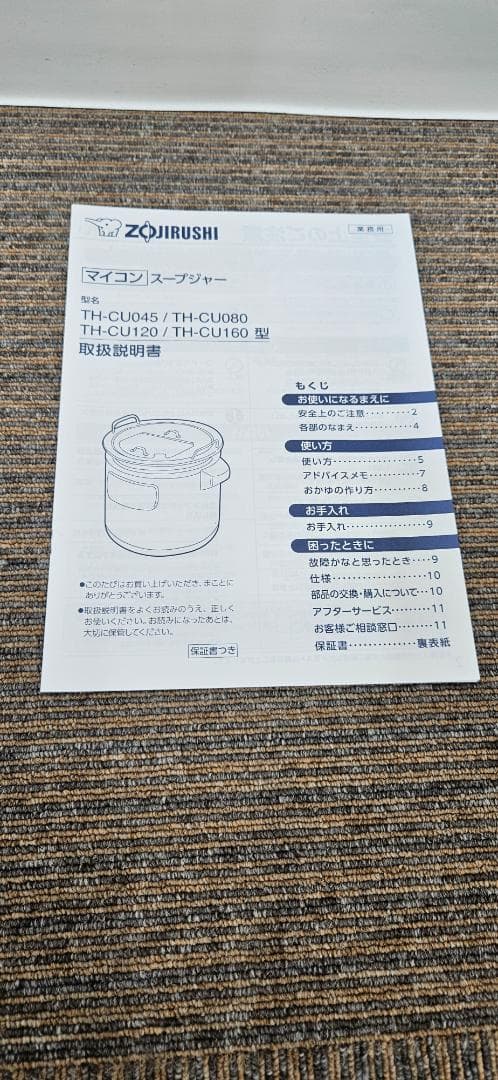 ZOJIRUSHI
業務用
マイコン スープジャー
型名
TH-CU045 / TH-CU080
TH-CU120 / TH-CU160 型
取扱説明書
もくじ
お使いになるまえに
安全上のご注意・・・・・・・・・2
各部のなまえ・・・・・・・・・・・4
使い方
使い方・・・・・・・・・・・・・・・・5
アドバイスメモ・・・・・・・・・7
おかゆの作り方・・・・・・・・・8
お手入れ
お手入れ・・・・・・・・・・・・・・9
困ったときに
故障かなと思ったとき・・・9
仕様・・・・・・・・・・・・・・・・・10
部品の交換・購入について・・・10
アフターサービス・・・・・・・11
お客様ご相談窓口・・・・・・・11
保証書・・・・・・・・・・・・・裏表紙
●このたびはお買い上げいただき、まことに
ありがとうございます。
●取扱説明書をよくお読みのうえ、正しく
お使いください。お読みになったあとは、
大切に保管してください。
保証書つき